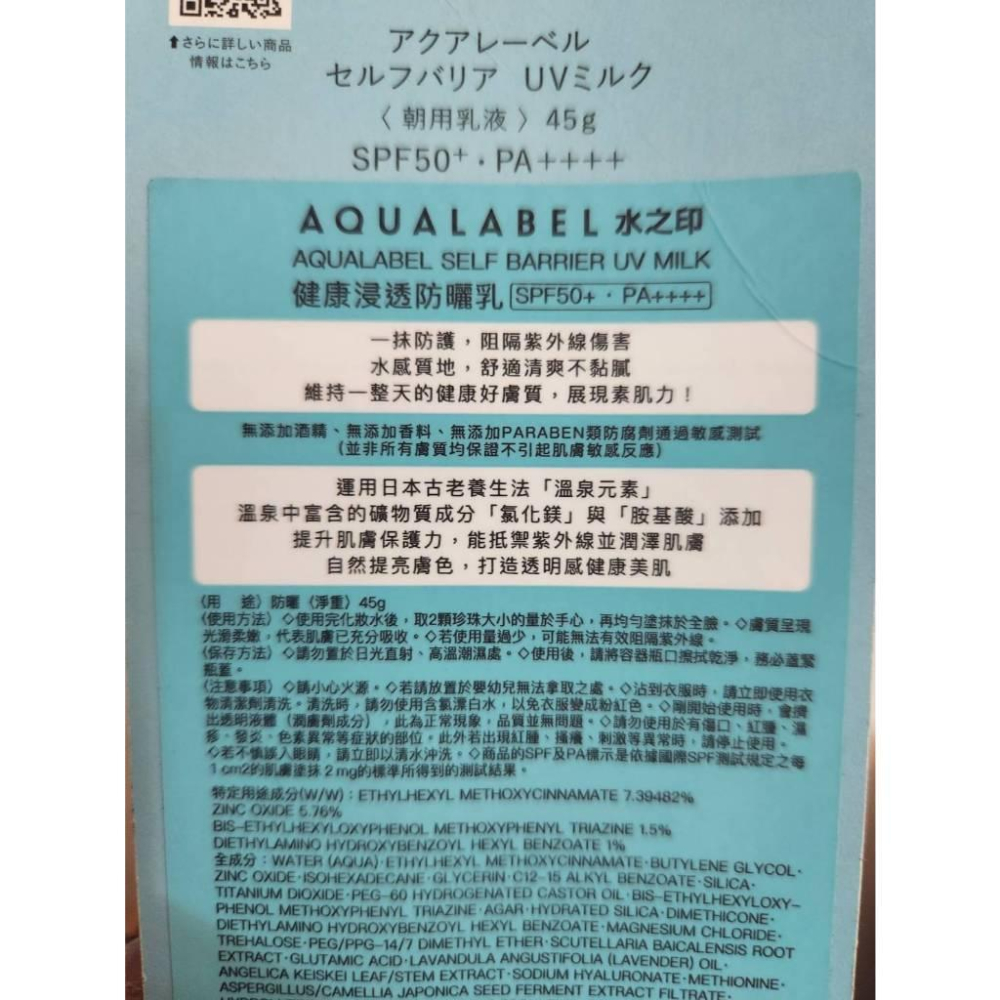 ⬆さらに詳しい商品
情報はこちら
アクアレーベル
セルフバリア UVミルク
〈朝用乳液〉45g
SPF50+・PA++++
AQUALABEL 水之印
AQUALABEL SELF BARRIER UV MILK
健康浸透防曬乳 SPF50+・PA++++
一抹防護，阻隔紫外線傷害
水感質地，舒適清爽不黏膩
維持一整天的健康好膚質，展現素肌力！
無添加酒精、無添加香料、無添加PARABEN類防腐劑通過敏感測試
(並非所有膚質均保證不引起肌膚敏感反應)
運用日本古老養生法「溫泉元素」
溫泉中富含的礦物質成分「氯化鎂」與「胺基酸」添加
提升肌膚保護力，能抵禦紫外線並潤澤肌膚
自然提亮膚色，打造透明感健康美肌
〈用　途〉防曬〈淨重〉45g
〈使用方法〉◇使用完化妝水後，取2顆珍珠大小的量於手心，再均勻塗抹於全臉。◇膚質呈現
光滑柔嫩，代表肌膚已充分吸收。◇若使用量過少，可能無法有效阻隔紫外線。
〈保存方法〉◇請勿置於日光直射、高溫潮濕處。◇使用後，請將容器瓶口擦拭乾淨，務必蓋緊
瓶蓋。
〈注意事項〉◇請小心火源。◇若請放置於嬰幼兒無法拿取之處。◇沾到衣服時，請立即使用衣
物清潔劑清洗。清洗時，請勿使用含氯漂白水，以免衣服變成粉紅色。◇剛開始使用時，會擠
出透明液體（潤膚劑成分），此為正常現象，品質並無問題。◇請勿使用於有傷口、紅腫、濕
疹、發炎、色素異常等症狀的部位。此外若出現紅腫、搔癢、刺激等異常時，請停止使用。
◇若不慎誤入眼睛，請立即以清水沖洗。◇商品的SPF及PA標示是依據國際SPF測試規定之每
1 cm2的肌膚塗抹 2 mg的標準所得到的測試結果。
特定用途成分(W/W)：ETHYLHEXYL METHOXYCINNAMATE 7.39482%
ZINC OXIDE 5.76%
BIS-ETHYLHEXYLOXYPHENOL METHOXYPHENYL TRIAZINE 1.5%
DIETHYLAMINO HYDROXYBENZOYL HEXYL BENZOATE 1%
全成分：WATER (AQUA)·ETHYLHEXYL METHOXYCINNAMATE·BUTYLENE GLYCOL·
ZINC OXIDE·ISOHEXADECANE·GLYCERIN·C12-15 ALKYL BENZOATE·SILICA·
TITANIUM DIOXIDE·PEG-60 HYDROGENATED CASTOR OIL·BIS-ETHYLHEXYLOXY-
PHENOL METHOXYPHENYL TRIAZINE·AGAR·HYDRATED SILICA·DIMETHICONE·
DIETHYLAMINO HYDROXYBENZOYL HEXYL BENZOATE·MAGNESIUM CHLORIDE·
TREHALOSE·PEG/PPG-14/7 DIMETHYL ETHER·SCUTELLARIA BAICALENSIS ROOT
EXTRACT·GLUTAMIC ACID·LAVANDULA ANGUSTIFOLIA (LAVENDER) OIL·
ANGELICA KEISKEI LEAF/STEM EXTRACT·SODIUM HYALURONATE·METHIONINE·
ASPERGILLUS/CAMELLIA JAPONICA SEED FERMENT EXTRACT FILTRATE·